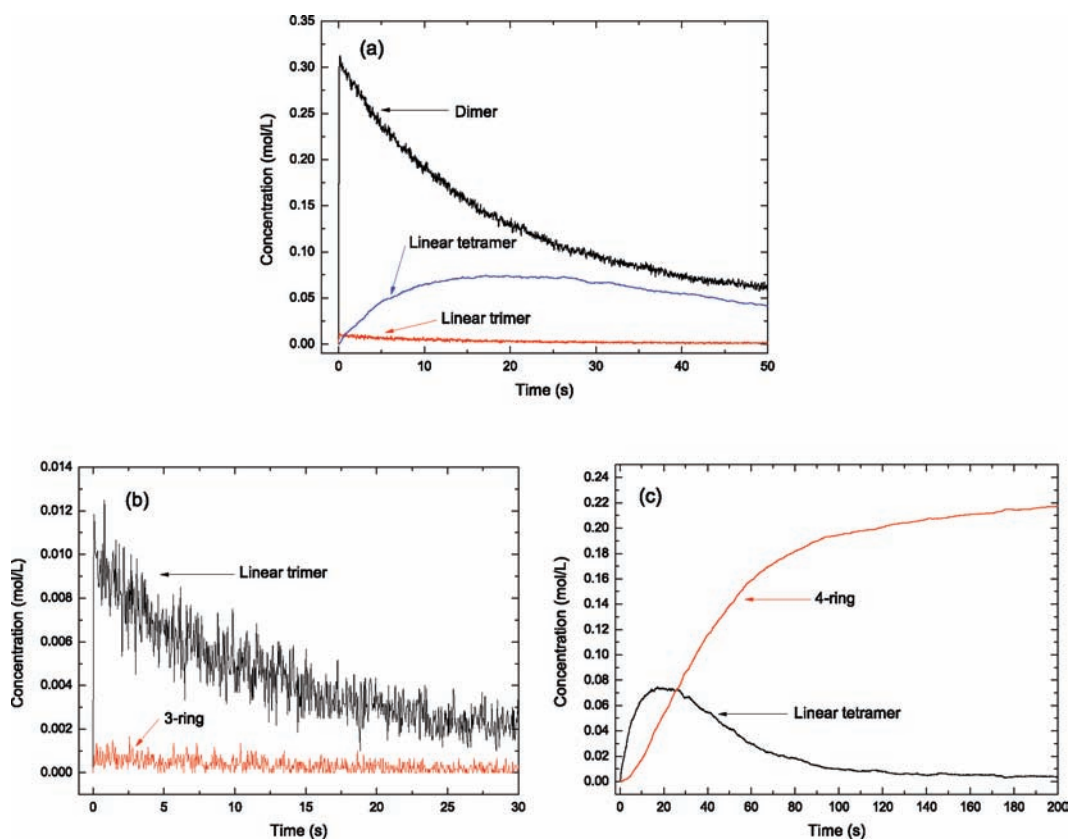 (a)
Concentration (mol/L)
0.30
0.25
0.20
0.15
0.10
0.05
0.00
Dimer
Linear tetramer
Linear trimer
0 10 20 30 40 50
Time (s)
(b)
Concentration (mol/L)
0.014
0.012
0.010
0.008
0.006
0.004
0.002
0.000
Linear trimer
3-ring
0 5 10 15 20 25 30
Time (s)
(c)
Concentration (mol/L)
0.24
0.22
0.20
0.18
0.16
0.14
0.12
0.10
0.08
0.06
0.04
0.02
0.00
4-ring
Linear tetramer
0 20 40 60 80 100 120 140 160 180 200
Time (s)